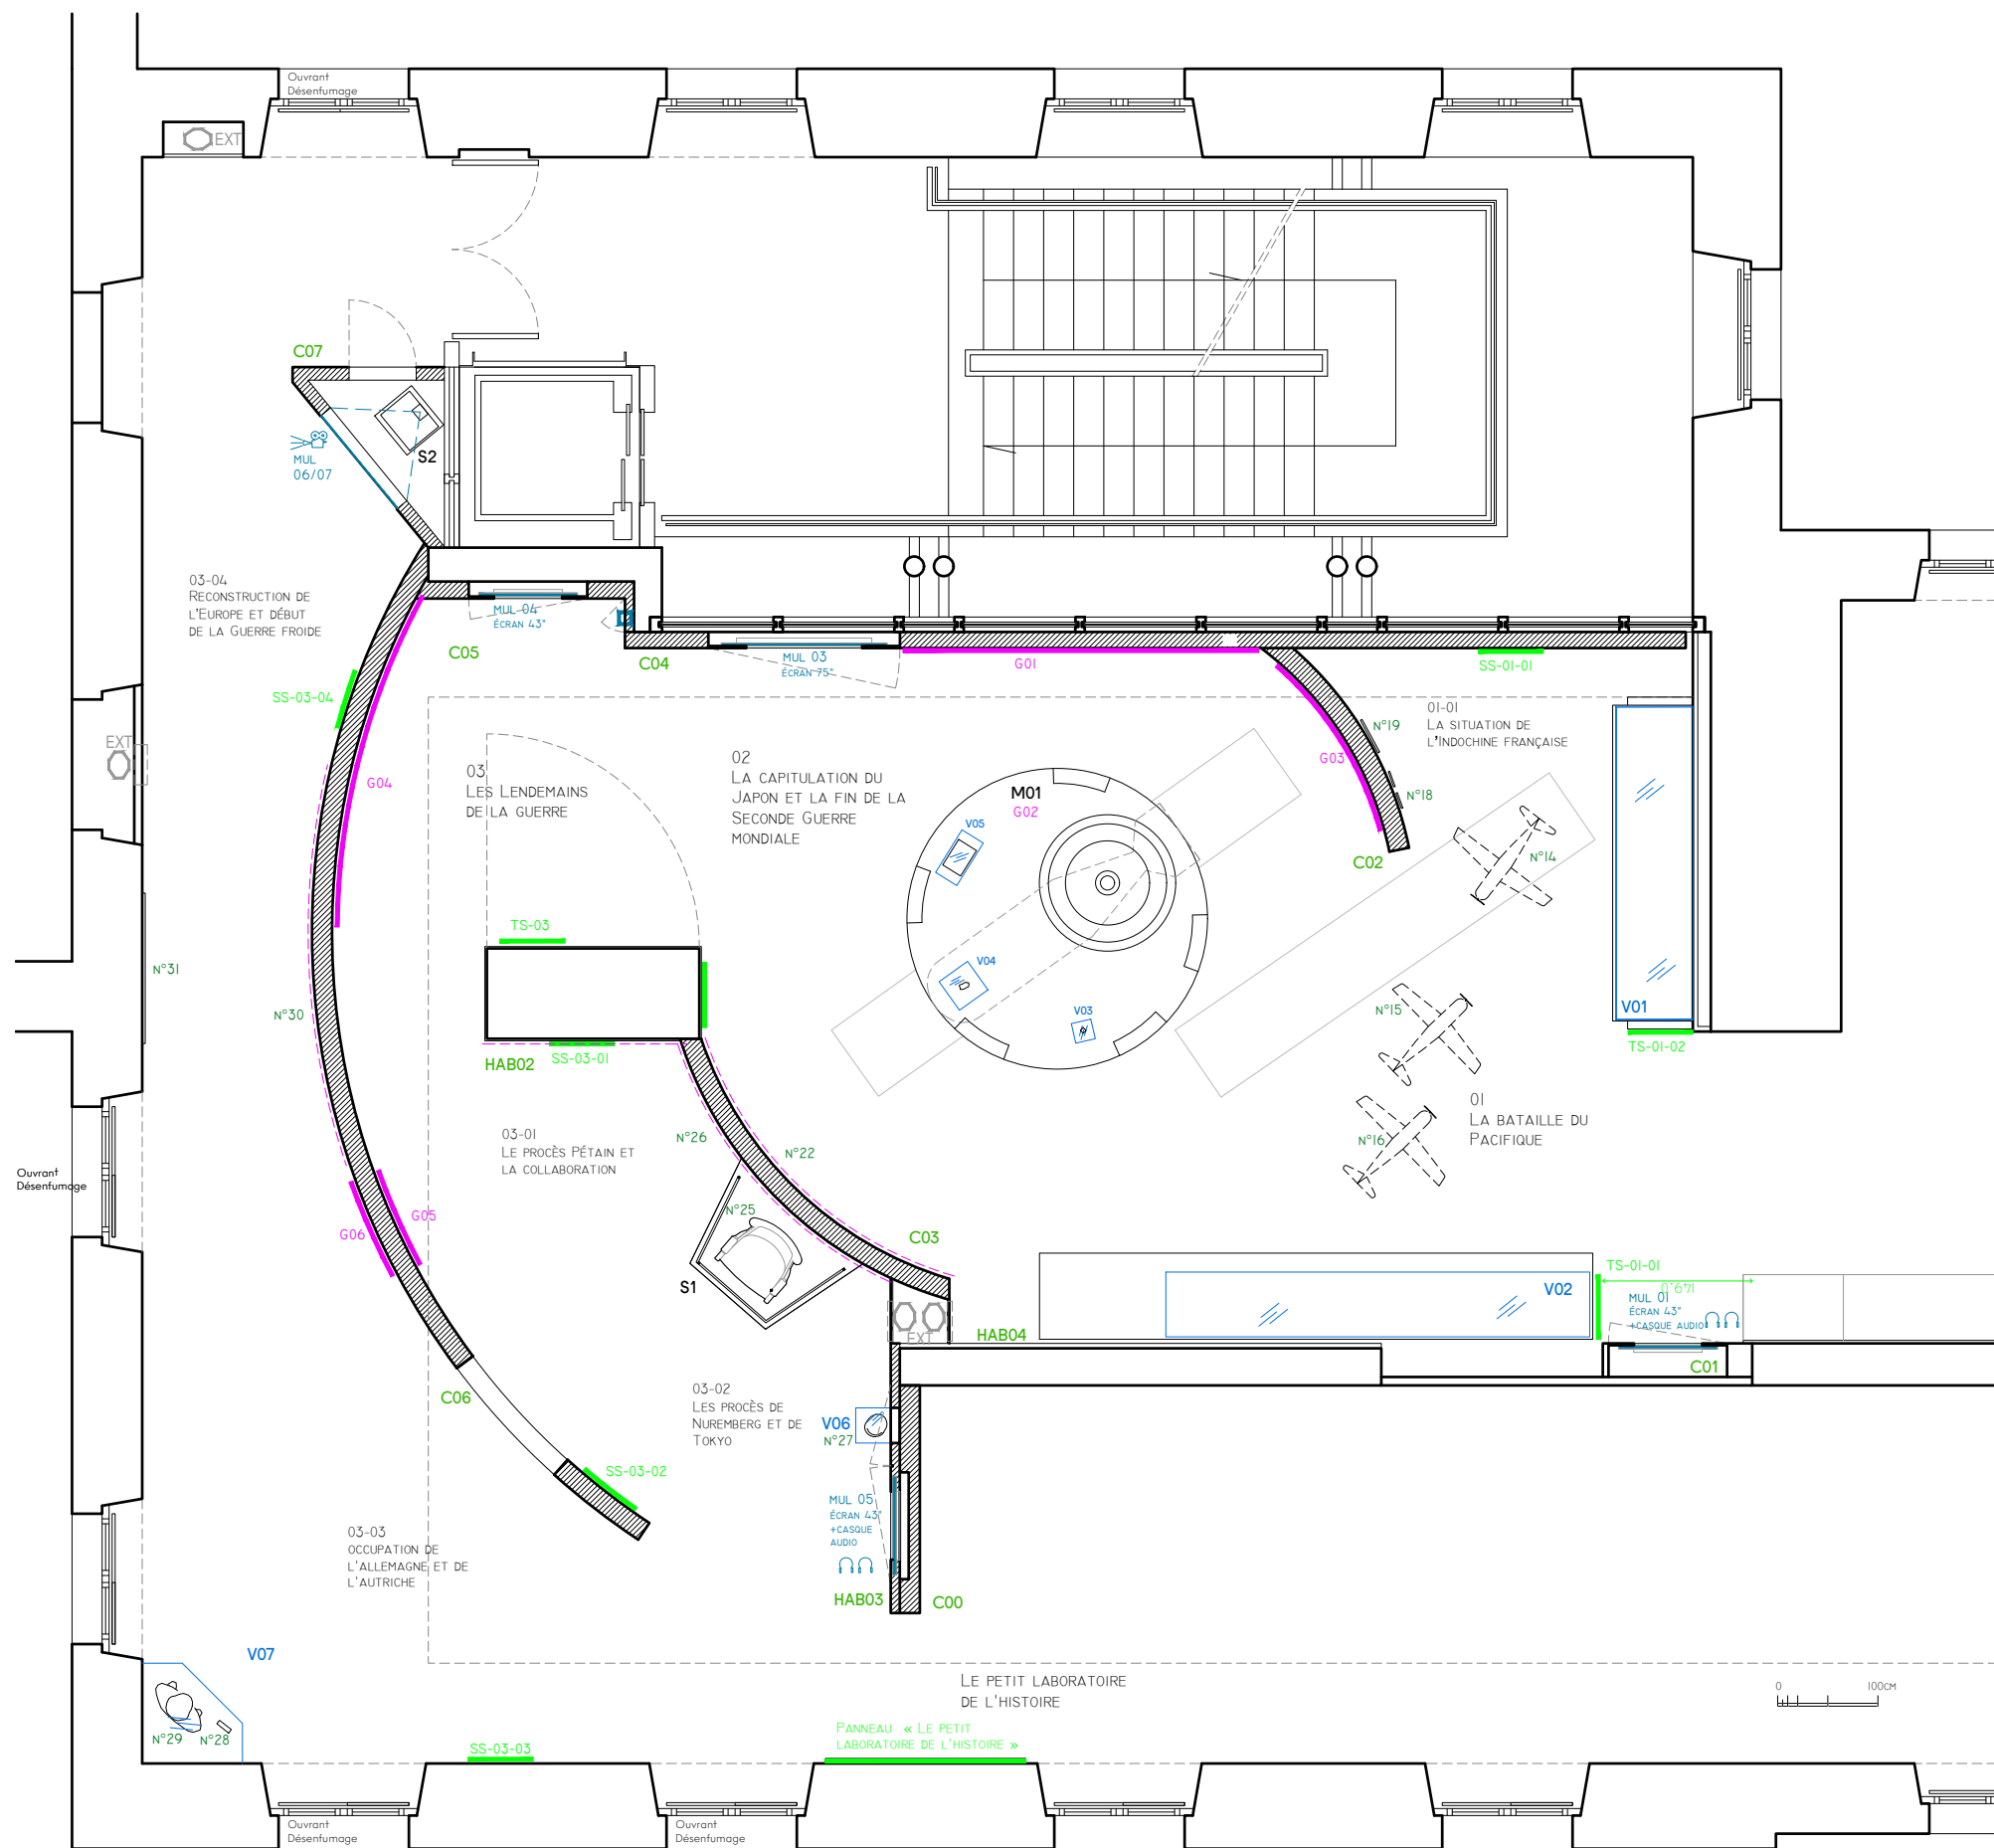 Ouvrant
Désenfumage
EXT
C07
S2
MUL
06/07
03-04
Reconstruction de
l'Europe et début
de la Guerre froide
MUL 04
écran 43"
C05
C04
MUL 03
écran 75"
G01
SS-01-01
SS-03-04
EXT
G04
03
Les Lendemains
de la guerre
02
La capitulation du
Japon et la fin de la
Seconde Guerre
mondiale
M01
G02
V05
G03
N°19
N°18
C02
01-01
La situation de
l'Indochine française
N°14
TS-03
N°31
N°30
V04
V03
N°15
V01
TS-01-02
HAB02
SS-03-01
N°16
01
La bataille du
Pacifique
03-01
Le procès Pétain et
la collaboration
N°26
N°22
Ouvrant
Désenfumage
N°25
G05
G06
C03
S1
TS-01-01
149,0
V02
MUL 01
écran 43"
+casque audio
EXT
HAB04
C01
C06
03-02
Les procès de
Nuremberg et de
Tokyo
V06
N°27
SS-03-02
MUL 05
écran 43"
+casque
audio
03-03
occupation de
l'Allemagne et de
l'Autriche
HAB03
C00
V07
Le petit laboratoire
de l'histoire
0
100cm
N°29
N°28
SS-03-03
Panneau « Le petit
laboratoire de l'histoire »
Ouvrant
Désenfumage
Ouvrant
Désenfumage